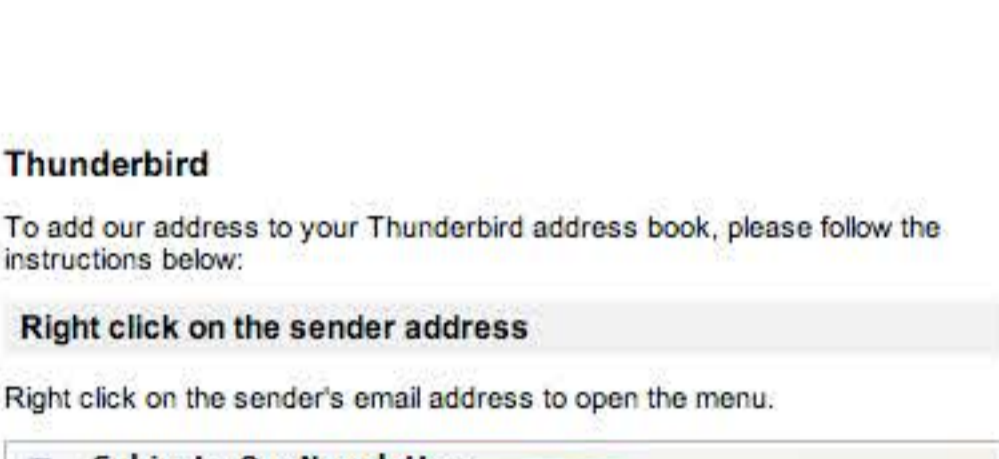 Thunderbird
To add our address to your Thunderbird address book, please follow the
instructions below:
Right click on the sender address
Right click on the sender's email address to open the menu.